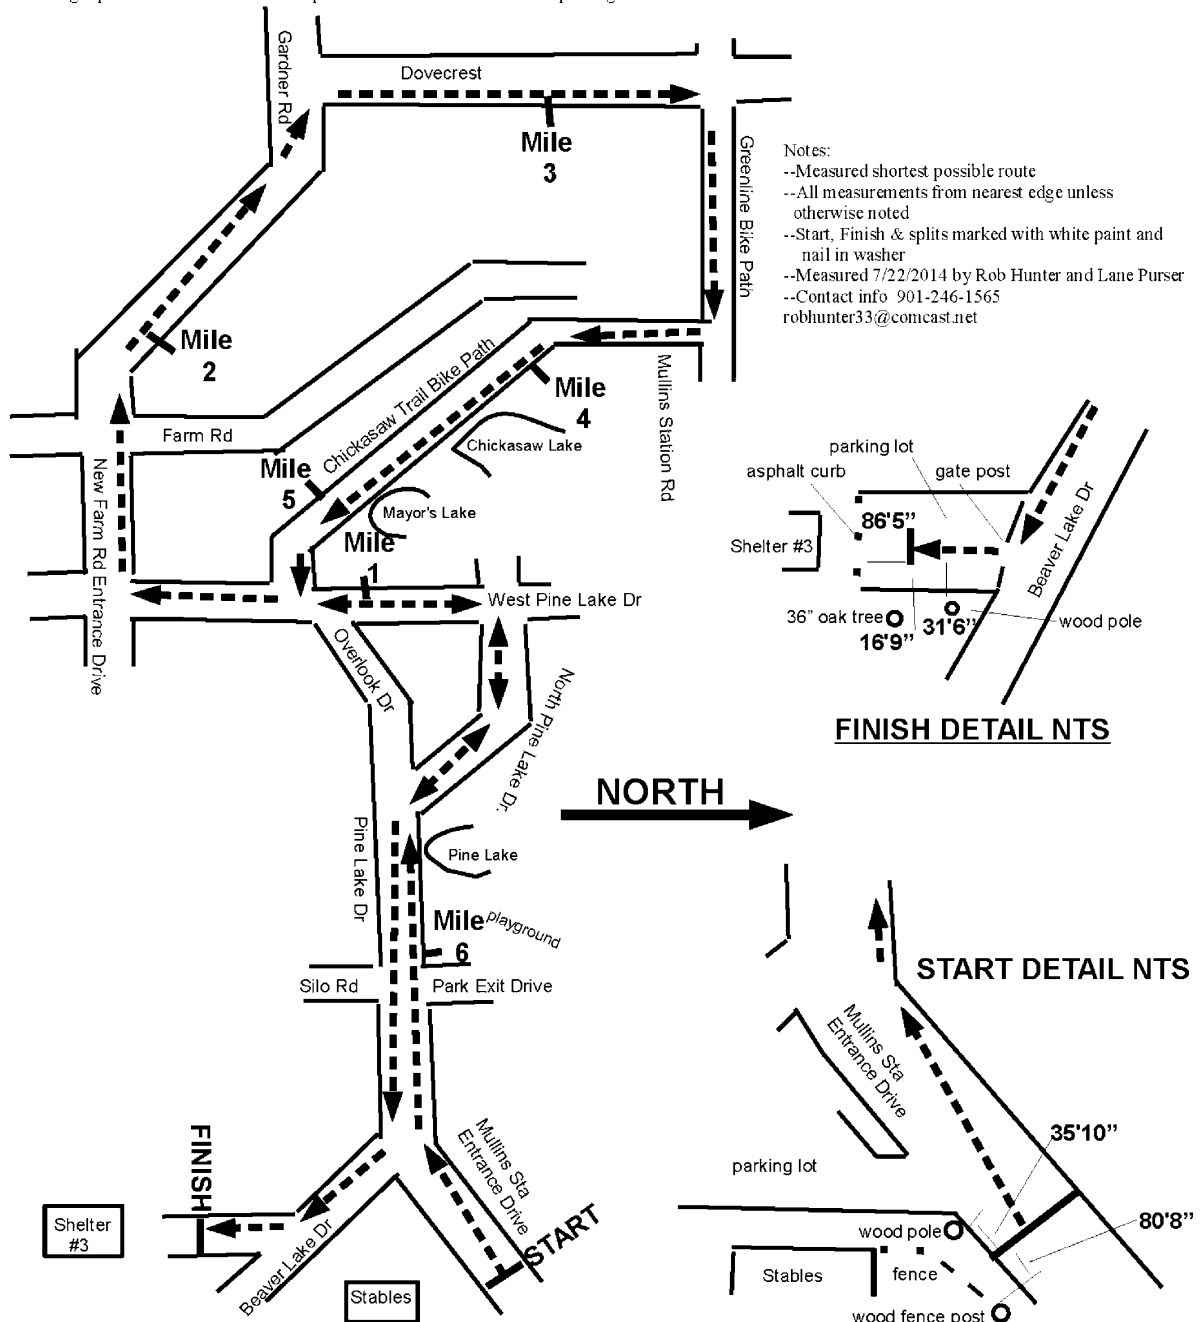 Gardner Rd
Dovecrest
Mile
3
Greenline Bike Path
Notes:
--Measured shortest possible route
--All measurements from nearest edge unless
otherwise noted
--Start, Finish & splits marked with white paint and
nail in washer
--Measured 7/22/2014 by Rob Hunter and Lane Purser
--Contact info 901-246-1565
robhunter33@comcast.net
Mile
2
Chickasaw Trail Bike Path
Mile
4
Mullins Station Rd
Farm Rd
Chickasaw Lake
Mile
5
Mayor's Lake
New Farm Rd Entrance Drive
Mile
1
West Pine Lake Dr
Overlook Dr
North Pine Lake Dr.
parking lot
asphalt curb
gate post
86'5”
Shelter #3
Beaver Lake Dr
36” oak tree
16'9”
31'6”
wood pole
FINISH DETAIL NTS
NORTH
Pine Lake Dr
Pine Lake
Mile
6
playground
Silo Rd
Park Exit Drive
START DETAIL NTS
Mullins Sta
Entrance Drive
35'10”
parking lot
80'8”
wood pole
Stables
fence
wood fence post
FINISH
Mullins Sta
Entrance Drive
START
Shelter
#3
Beaver Lake Dr
Stables